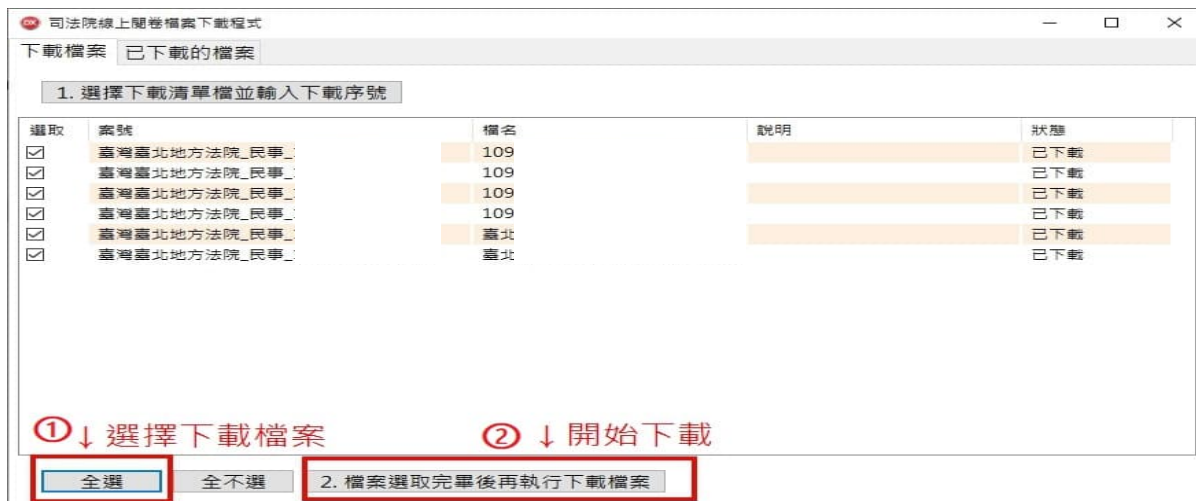 司法院線上閱卷檔案下載程式
下載檔案 已下載的檔案
1. 選擇下載清單檔並輸入下載序號
選取 案號 檔名 說明 狀態
臺灣臺北地方法院_民事_ 109 已下載
臺灣臺北地方法院_民事_ 109 已下載
臺灣臺北地方法院_民事_ 109 已下載
臺灣臺北地方法院_民事_ 109 已下載
臺灣臺北地方法院_民事_ 臺北 已下載
臺灣臺北地方法院_民事_ 臺北 已下載
①↓選擇下載檔案 ②↓開始下載
全選 全不選 2. 檔案選取完畢後再執行下載檔案